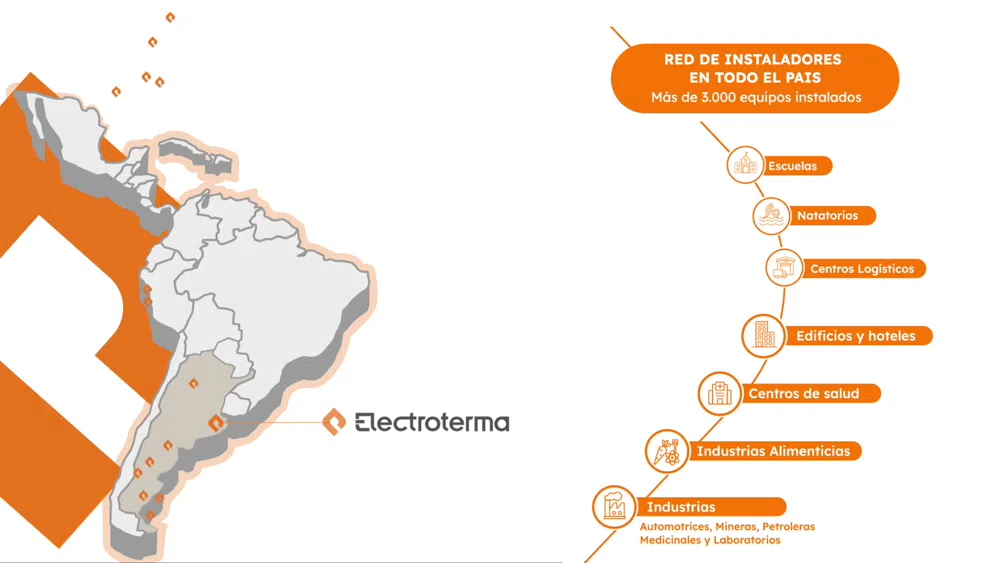 RED DE INSTALADORES
EN TODO EL PAIS
Más de 3.000 equipos instalados
Escuelas
Natatorios
Centros Logísticos
Edificios y hoteles
Centros de salud
Electroterma
Industrias Alimenticias
Industrias
Automotrices, Mineras, Petroleras
Medicinales y Laboratorios